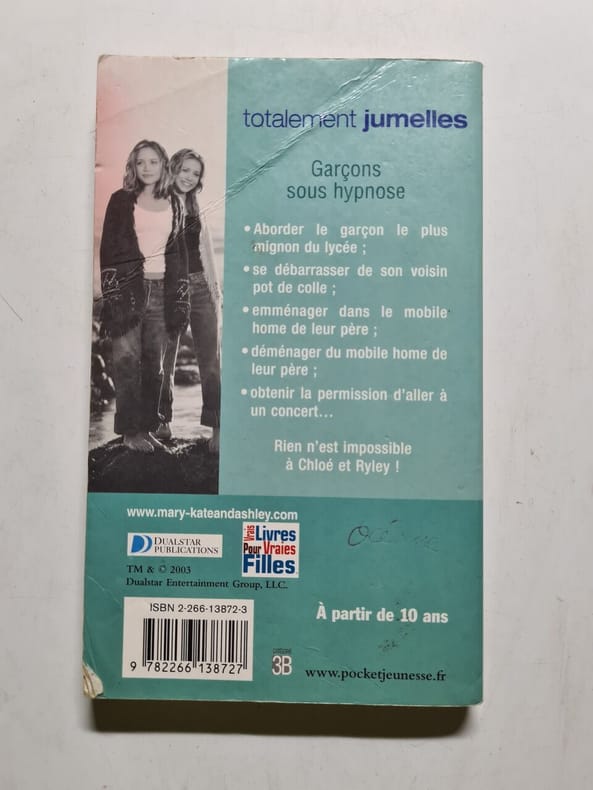 totalement jumelles
Garçons
sous hypnose
• Aborder le garçon le plus
mignon du lycée ;
• se débarrasser de son voisin
pot de colle ;
• emménager dans le mobile
home de leur père ;
• déménager du mobile home de
leur père ;
• obtenir la permission d'aller à
un concert...
Rien n'est impossible
à Chloé et Ryley !
www.mary-kateandashley.com
DUALSTAR
PUBLICATIONS
Vrais
Livres
Pour Vraies
Filles
TM & © 2003
Dualstar Entertainment Group, LLC.
À partir de 10 ans
ISBN 2-266-13872-3
9 782266 138727
catégorie
3B
www.pocketjeunesse.fr